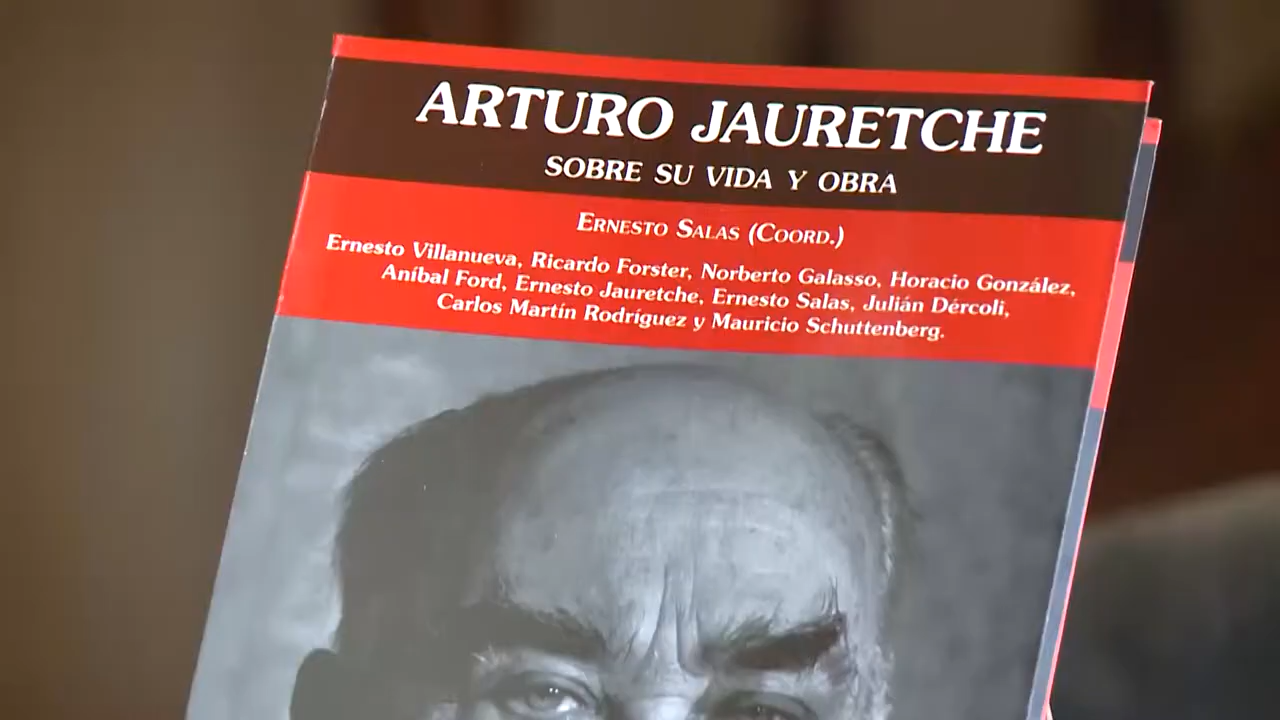 ARTURO JAURETCHE
SOBRE SU VIDA Y OBRA
ERNESTO SALAS (COORD.)
Ernesto Villanueva, Ricardo Forster, Norberto Galasso, Horacio González,
Aníbal Ford, Ernesto Jauretche, Ernesto Salas, Julián Dércoli,
Carlos Martín Rodríguez y Mauricio Schuttenberg.